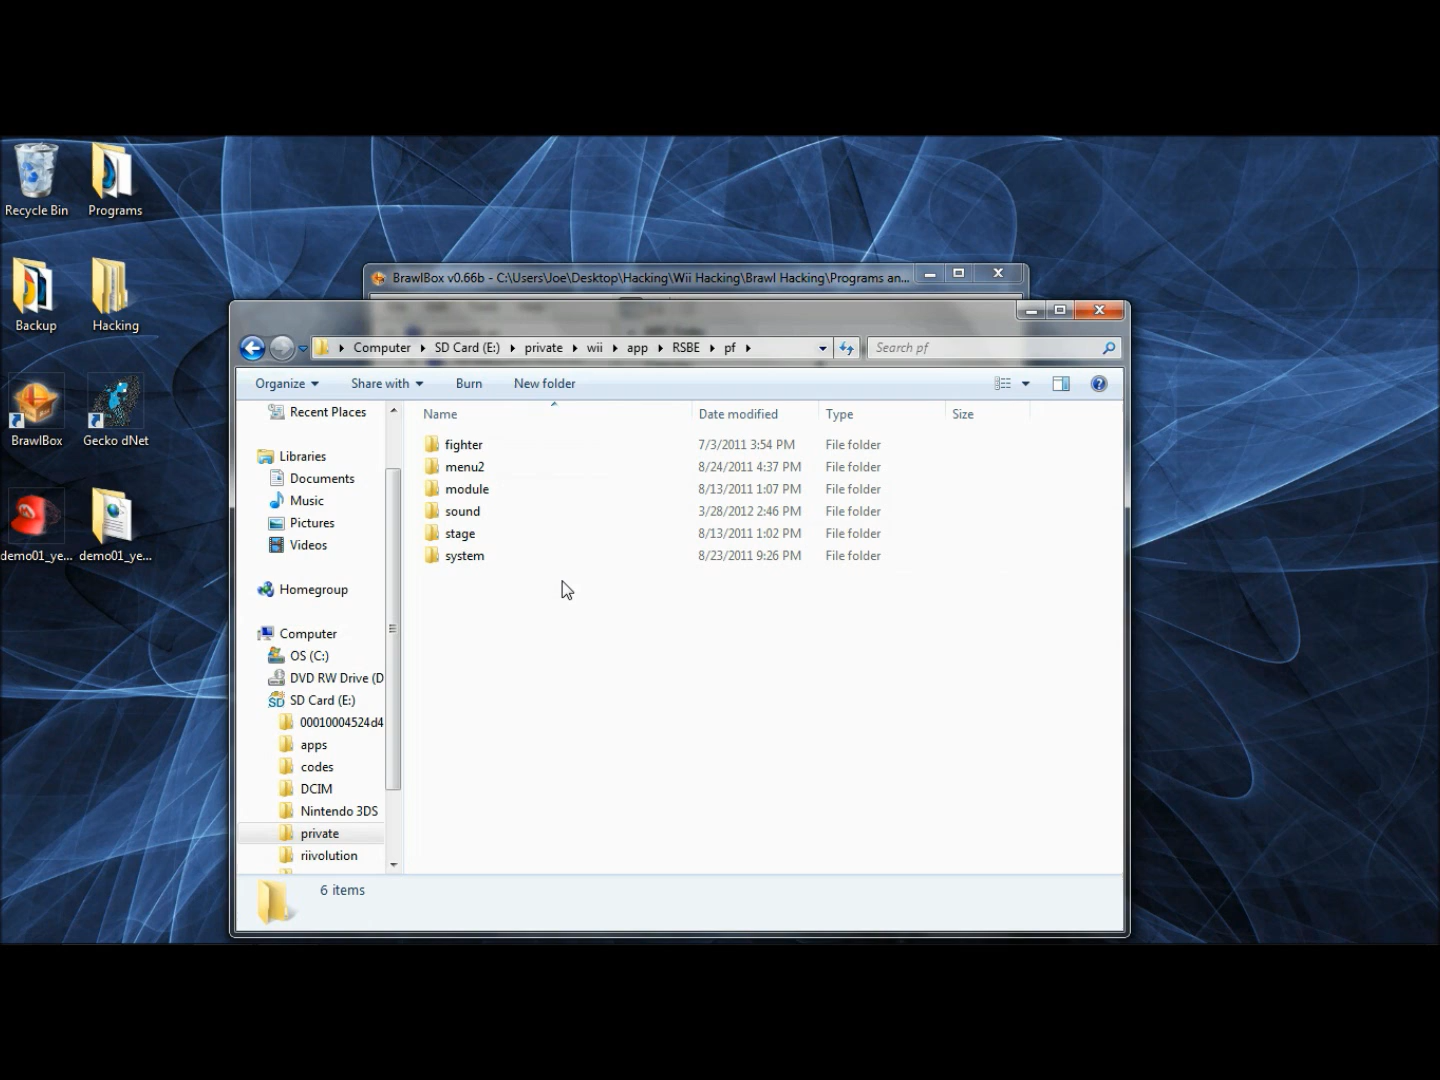 Recycle Bin
Programs
Backup
Hacking
BrawlBox
Gecko dNet
demo01_ye...
demo01_ye...
BrawlBox v0.66b - C:\Users\Joe\Desktop\Hacking\Wii Hacking\Brawl Hacking\Programs an...
Computer SD Card (E:) private wii app RSBE pf
Search pf
Organize Share with Burn New folder
Recent Places
Libraries
Documents
Music
Pictures
Videos
Homegroup
Computer
OS (C:)
DVD RW Drive (D
SD Card (E:)
00010004524d4
apps
codes
DCIM
Nintendo 3DS
private
riivolution
Name Date modified Type Size
fighter 7/3/2011 3:54 PM File folder
menu2 8/24/2011 4:37 PM File folder
module 8/13/2011 1:07 PM File folder
sound 3/28/2012 2:46 PM File folder
stage 8/13/2011 1:02 PM File folder
system 8/23/2011 9:26 PM File folder
6 items